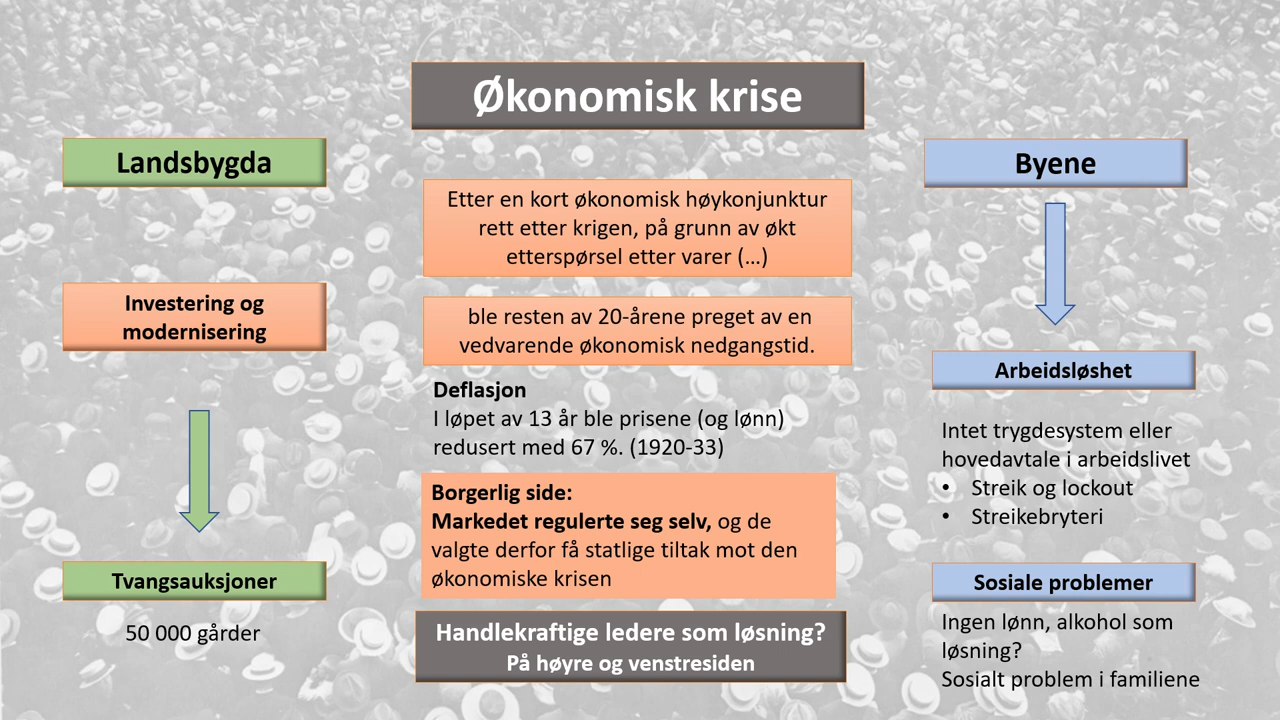 Økonomisk krise
Landsbygda
Investering og
modernisering
Tvangsauksjoner
50 000 gårder
Etter en kort økonomisk høykonjunktur
rett etter krigen, på grunn av økt
etterspørsel etter varer (…)
ble resten av 20-årene preget av en
vedvarende økonomisk nedgangstid.
Deflasjon
I løpet av 13 år ble prisene (og lønn)
redusert med 67 %. (1920-33)
Borgerlig side:
Markedet regulerte seg selv, og de
valgte derfor få statlige tiltak mot den
økonomiske krisen
Handlekraftige ledere som løsning?
På høyre og venstresiden
Byene
Arbeidsløshet
Intet trygdesystem eller
hovedavtale i arbeidslivet
• Streik og lockout
• Streikebryteri
Sosiale problemer
Ingen lønn, alkohol som
løsning?
Sosialt problem i familiene